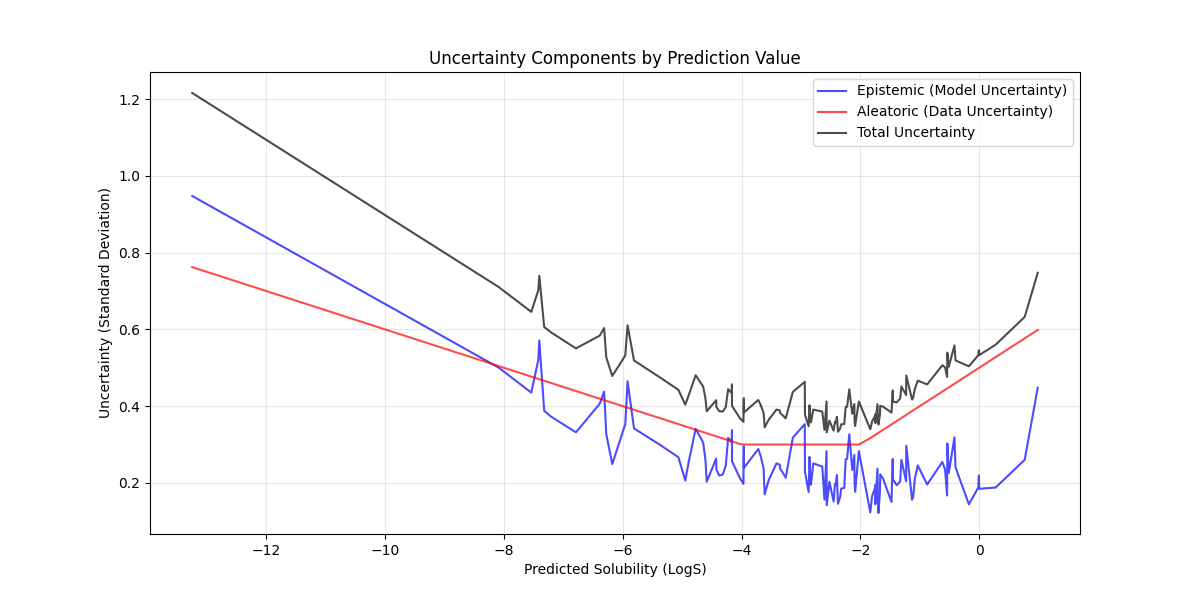 Uncertainty Components by Prediction Value
Epistemic (Model Uncertainty)
Aleatoric (Data Uncertainty)
Total Uncertainty
Uncertainty (Standard Deviation)
1.2
1.0
0.8
0.6
0.4
0.2
−12 −10 −8 −6 −4 −2 0
Predicted Solubility (LogS)